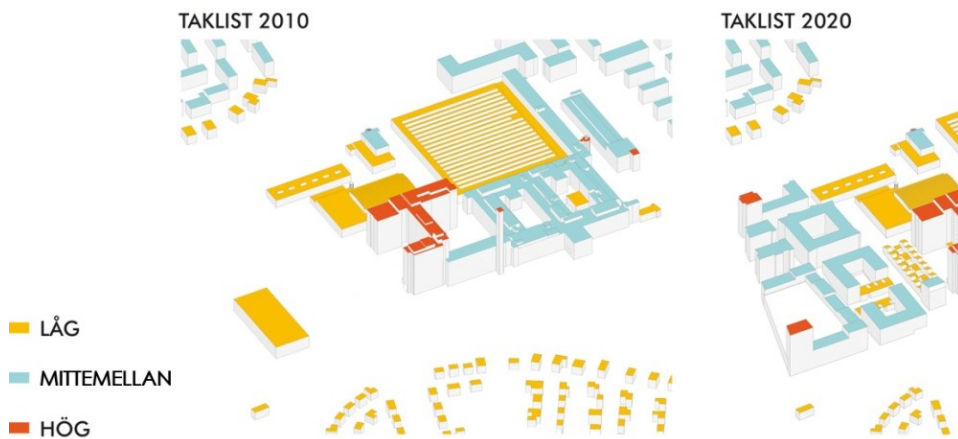 TAKLIST 2010
TAKLIST 2020
LÅG
MITTEMELLAN
HÖG